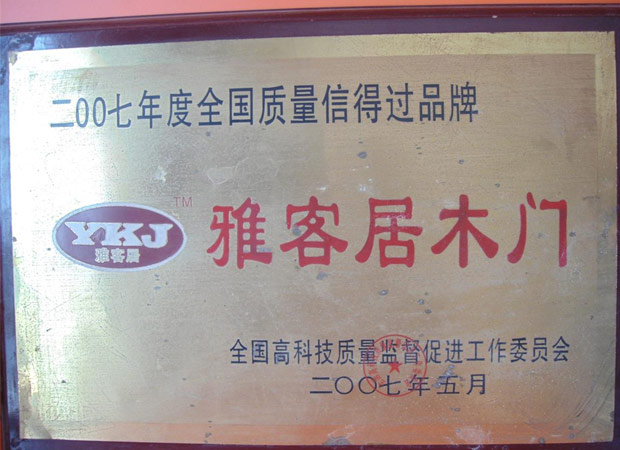 二00七年度全国质量信得过品牌
YKJ
雅客居
TM
雅客居木门
全国高科技质量监督促进工作委员会
二〇〇七年五月